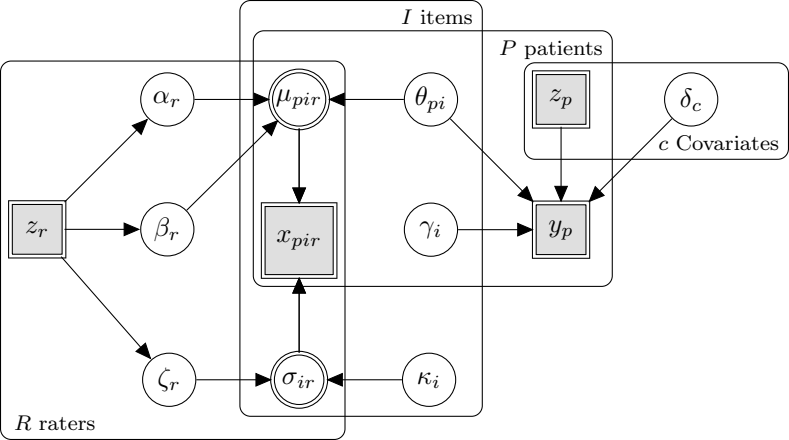 I items
P patients
α_r
μ_pir
θ_pi
z_p
δ_c
c Covariates
z_r
β_r
x_pir
γ_i
y_p
ζ_r
σ_ir
κ_i
R raters